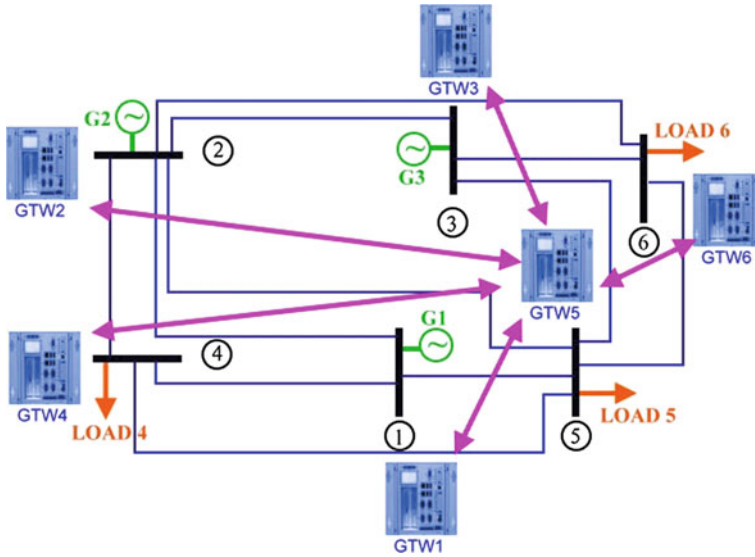 GTW3
G2
LOAD 6
②
G3
GTW2
③
⑥
GTW6
GTW5
G1
④
GTW4
LOAD 4
LOAD 5
①
⑤
GTW1